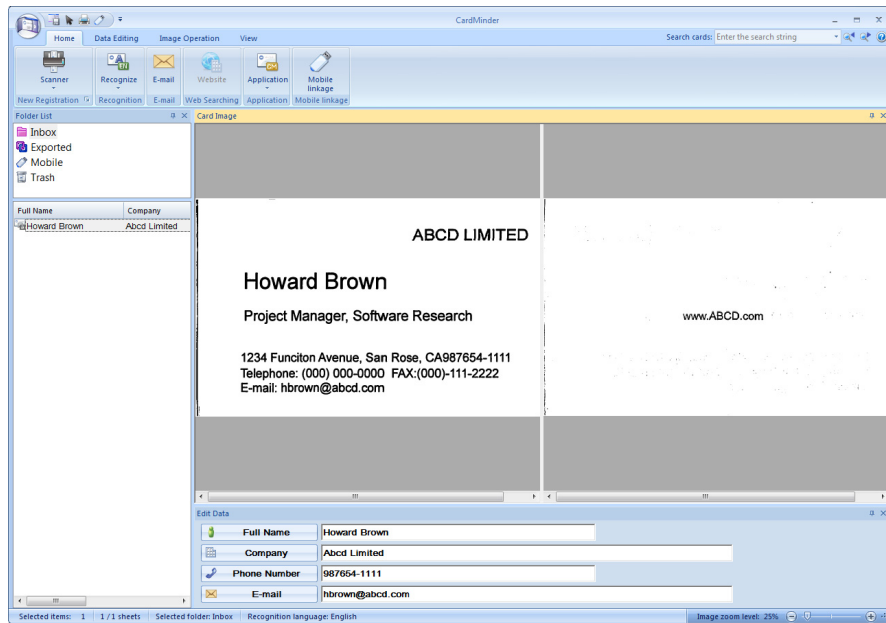 CardMinder
Home Data Editing Image Operation View Search cards: Enter the search string
Scanner Recognize E-mail Website Application Mobile linkage
New Registration Recognition E-mail Web Searching Application Mobile linkage
Folder List
Card Image
Inbox
Exported
Mobile
Trash
Full Name Company
Howard Brown Abcd Limited
ABCD LIMITED
Howard Brown
Project Manager, Software Research
1234 Funciton Avenue, San Rose, CA987654-1111
Telephone: (000) 000-0000 FAX:(000)-111-2222
E-mail: hbrown@abcd.com
www.ABCD.com
Edit Data
Full Name Howard Brown
Company Abcd Limited
Phone Number 987654-1111
E-mail hbrown@abcd.com
Selected items: 1 1 / 1 sheets Selected folder: Inbox Recognition language: English Image zoom level: 25%